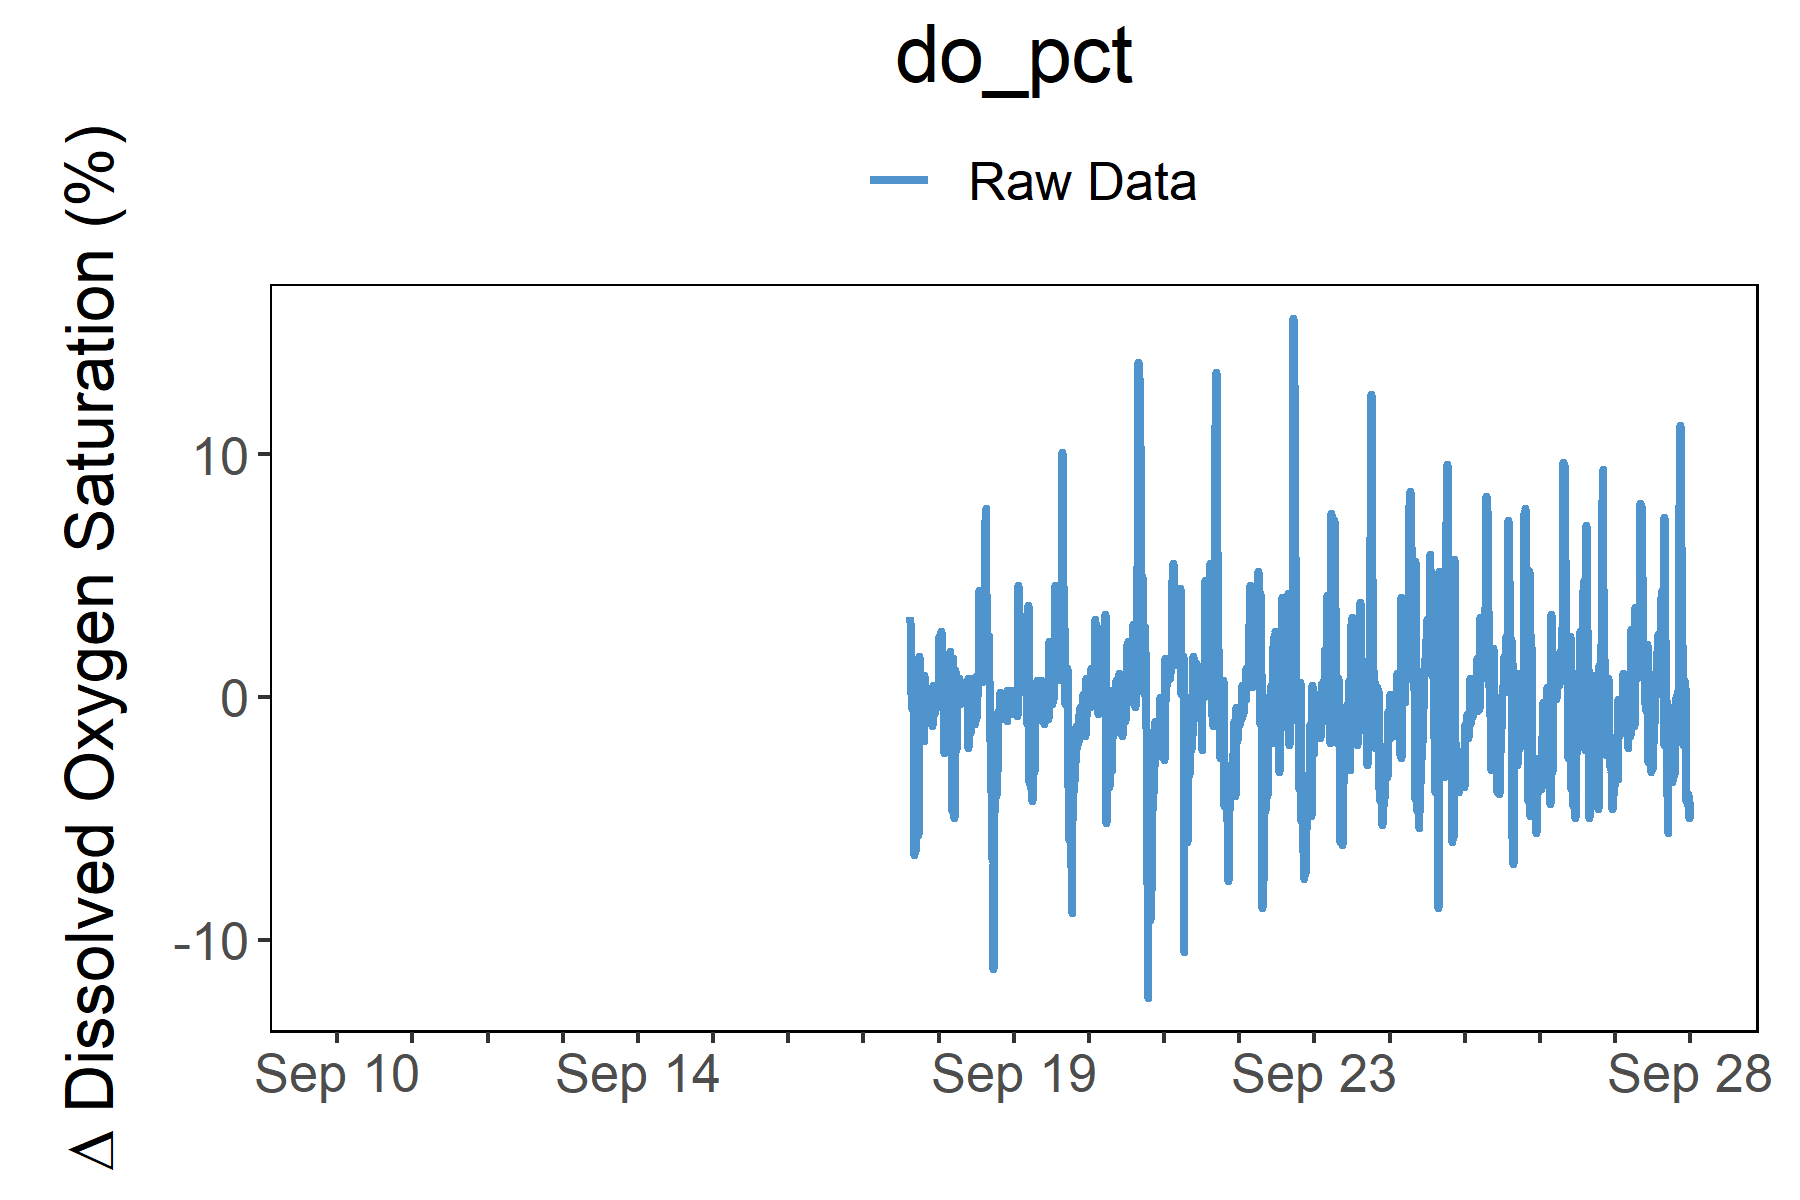 do_pct
Raw Data
Δ Dissolved Oxygen Saturation (%)
10
0
-10
Sep 10
Sep 14
Sep 19
Sep 23
Sep 28